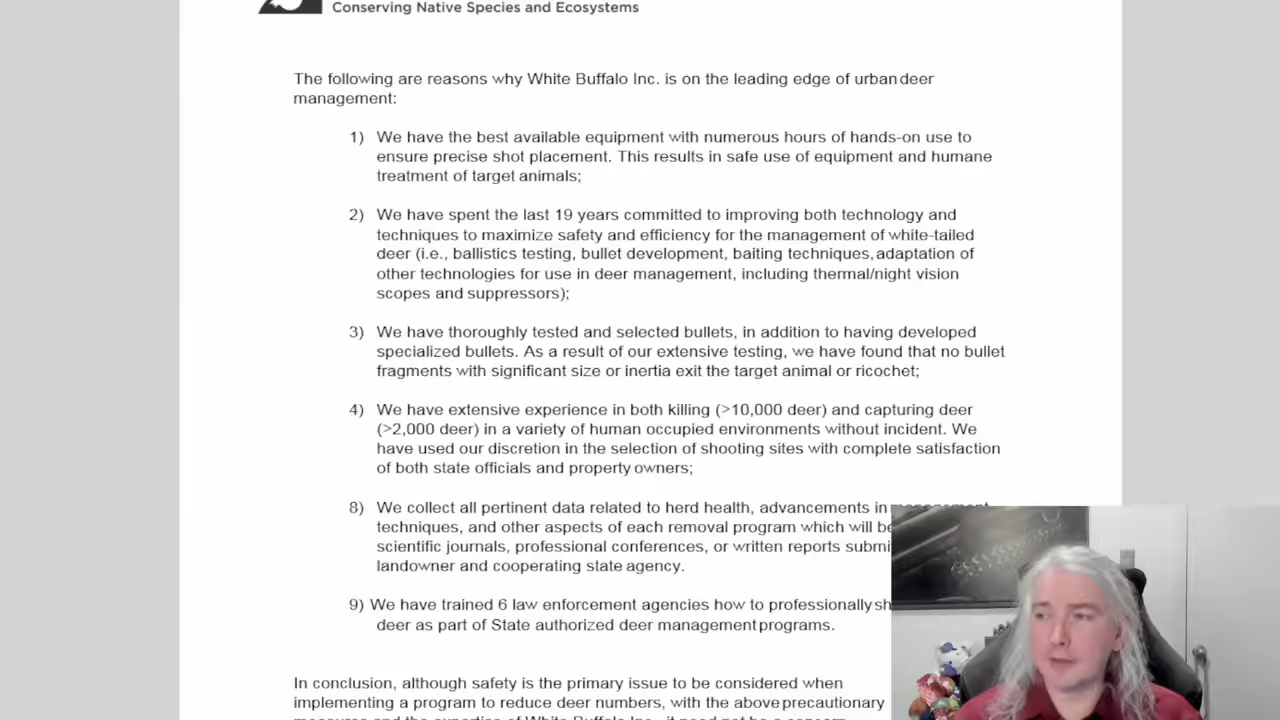 Conserving Native Species and Ecosystems
The following are reasons why White Buffalo Inc. is on the leading edge of urban deer
management:
1) We have the best available equipment with numerous hours of hands-on use to
ensure precise shot placement. This results in safe use of equipment and humane
treatment of target animals;
2) We have spent the last 19 years committed to improving both technology and
techniques to maximize safety and efficiency for the management of white-tailed
deer (i.e., ballistics testing, bullet development, baiting techniques, adaptation of
other technologies for use in deer management, including thermal/night vision
scopes and suppressors);
3) We have thoroughly tested and selected bullets, in addition to having developed
specialized bullets. As a result of our extensive testing, we have found that no bullet
fragments with significant size or inertia exit the target animal or ricochet;
4) We have extensive experience in both killing (>10,000 deer) and capturing deer
(>2,000 deer) in a variety of human occupied environments without incident. We
have used our discretion in the selection of shooting sites with complete satisfaction
of both state officials and property owners;
8) We collect all pertinent data related to herd health, advancements in management
techniques, and other aspects of each removal program which will be
scientific journals, professional conferences, or written reports submi
landowner and cooperating state agency.
9) We have trained 6 law enforcement agencies how to professionally sh
deer as part of State authorized deer management programs.
In conclusion, although safety is the primary issue to be considered when
implementing a program to reduce deer numbers, with the above precautionary